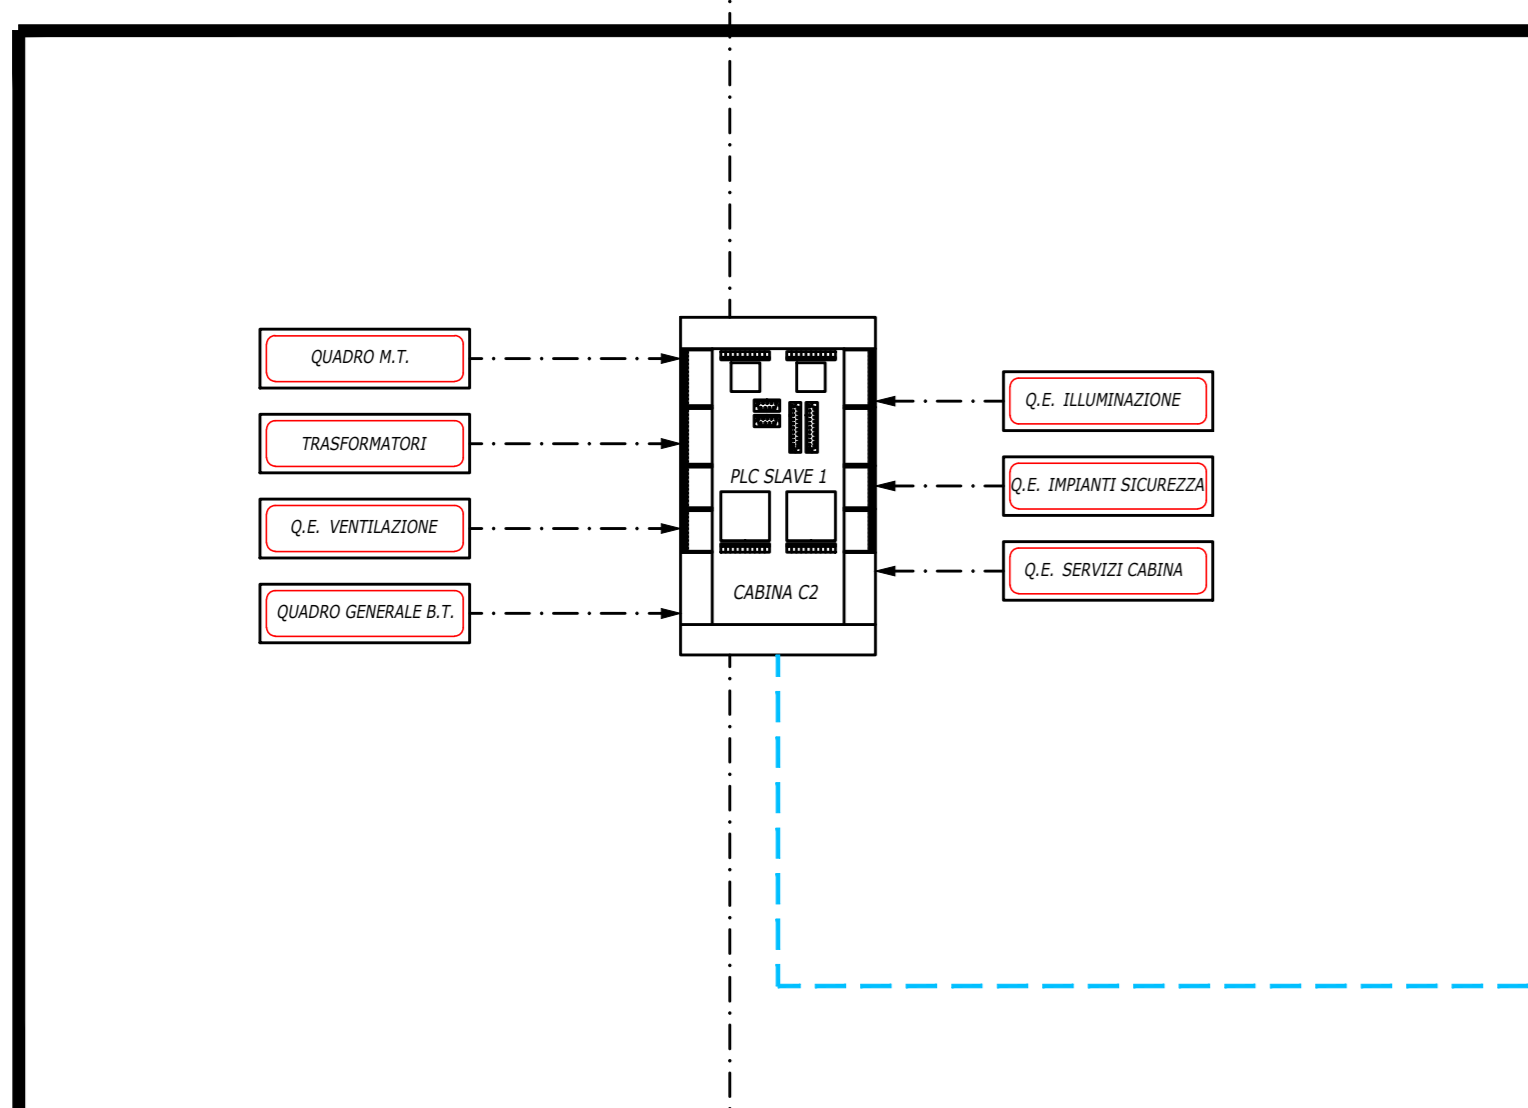 QUADRO M.T.
TRASFORMATORI
Q.E. VENTILAZIONE
QUADRO GENERALE B.T.
PLC SLAVE 1
CABINA C2
Q.E. ILLUMINAZIONE
Q.E. IMPIANTI SICUREZZA
Q.E. SERVIZI CABINA